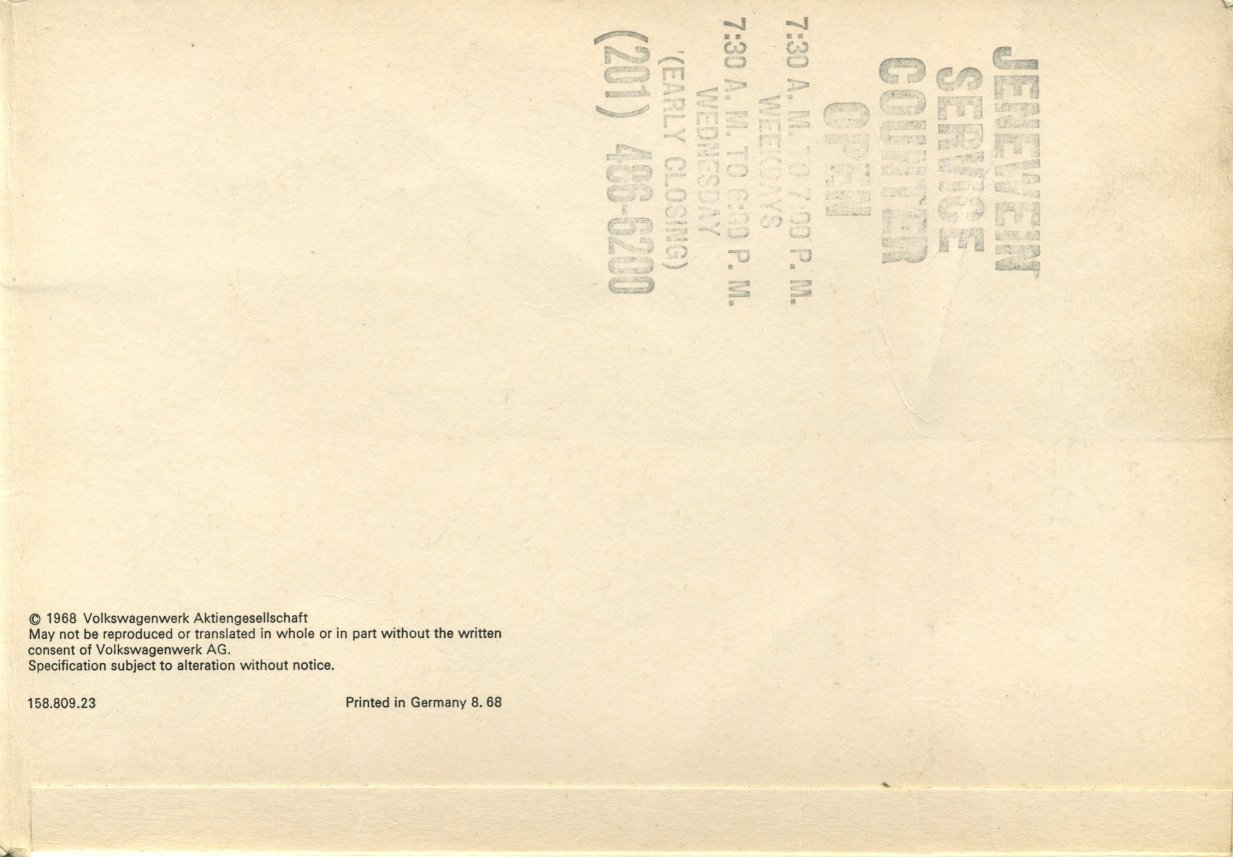 JENEWEIN
SERVICE
COUNTER
OPEN
7:30 A. M. TO 7:00 P. M.
WEEKDAYS
7:30 A. M. TO 6:00 P. M.
WEDNESDAY
(EARLY CLOSING)
(201) 486-6200
© 1968 Volkswagenwerk Aktiengesellschaft
May not be reproduced or translated in whole or in part without the written
consent of Volkswagenwerk AG.
Specification subject to alteration without notice.
158.809.23 Printed in Germany 8. 68